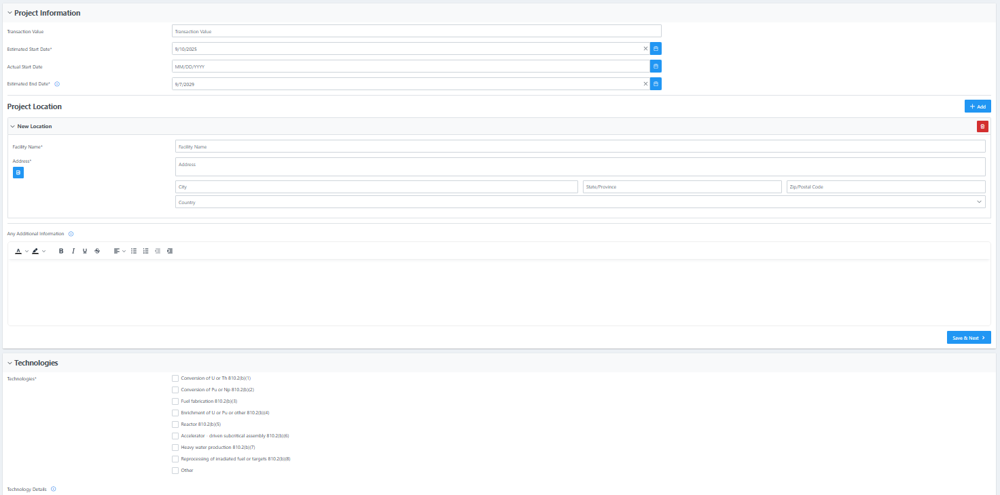 Project Information
Transaction Value
Transaction Value
Estimated Start Date*
9/10/2025
Actual Start Date
MM/DD/YYYY
Estimated End Date*
9/7/2029
Project Location
+ Add
New Location
Facility Name*
Facility Name
Address*
Address
City
State/Province
Zip/Postal Code
Country
Any Additional Information
A
B I U S
Save & Next
Technologies
Technologies*
Conversion of U or Th 810.2(b)(1)
Conversion of Pu or Np 810.2(b)(2)
Fuel fabrication 810.2(b)(3)
Enrichment of U or Pu or other 810.2(b)(4)
Reactor 810.2(b)(5)
Accelerator - driven subcritical assembly 810.2(b)(6)
Heavy water production 810.2(b)(7)
Reprocessing of irradiated fuel or targets 810.2(b)(8)
Other
Technology Details